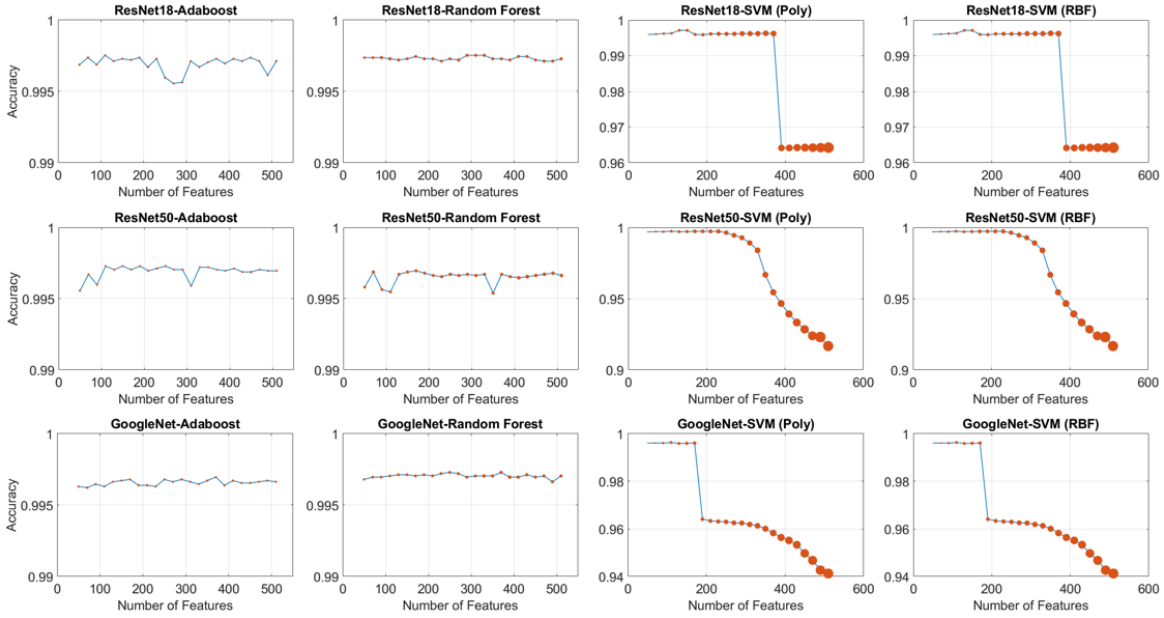 ResNet18-Adaboost
1
0.995
0.99
Accuracy
0 100 200 300 400 500
Number of Features
ResNet18-Random Forest
1
0.995
0.99
0 100 200 300 400 500
Number of Features
ResNet18-SVM (Poly)
1
0.99
0.98
0.97
0.96
0 200 400 600
Number of Features
ResNet18-SVM (RBF)
1
0.99
0.98
0.97
0.96
0 200 400 600
Number of Features
ResNet50-Adaboost
1
0.995
0.99
Accuracy
0 100 200 300 400 500
Number of Features
ResNet50-Random Forest
1
0.995
0.99
0 100 200 300 400 500
Number of Features
ResNet50-SVM (Poly)
1
0.95
0.9
0 200 400 600
Number of Features
ResNet50-SVM (RBF)
1
0.95
0.9
0 200 400 600
Number of Features
GoogleNet-Adaboost
1
0.995
0.99
Accuracy
0 100 200 300 400 500
Number of Features
GoogleNet-Random Forest
1
0.995
0.99
0 100 200 300 400 500
Number of Features
GoogleNet-SVM (Poly)
1
0.98
0.96
0.94
0 200 400 600
Number of Features
GoogleNet-SVM (RBF)
1
0.98
0.96
0.94
0 200 400 600
Number of Features